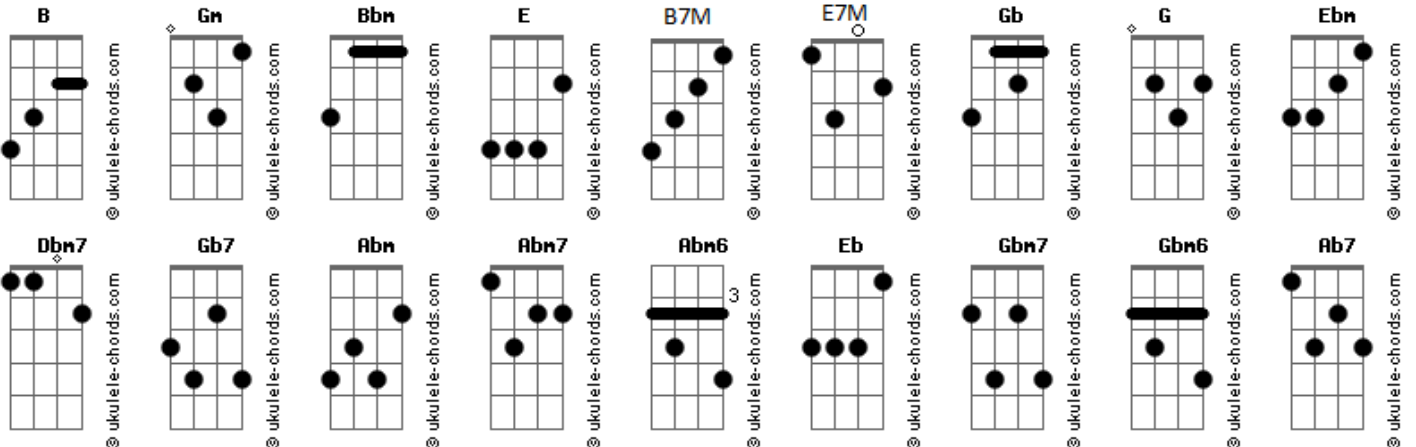 B Gm Bbm E B7M E7M Gb G Ebm
© ukulele-chords.com © ukulele-chords.com © ukulele-chords.com © ukulele-chords.com © ukulele-chords.com © ukulele-chords.com © ukulele-chords.com © ukulele-chords.com © ukulele-chords.com
Dbm7 Gb7 Abm Abm7 Abm6 Eb Gbm7 Gbm6 Ab7
3
© ukulele-chords.com © ukulele-chords.com © ukulele-chords.com © ukulele-chords.com © ukulele-chords.com © ukulele-chords.com © ukulele-chords.com © ukulele-chords.com © ukulele-chords.com